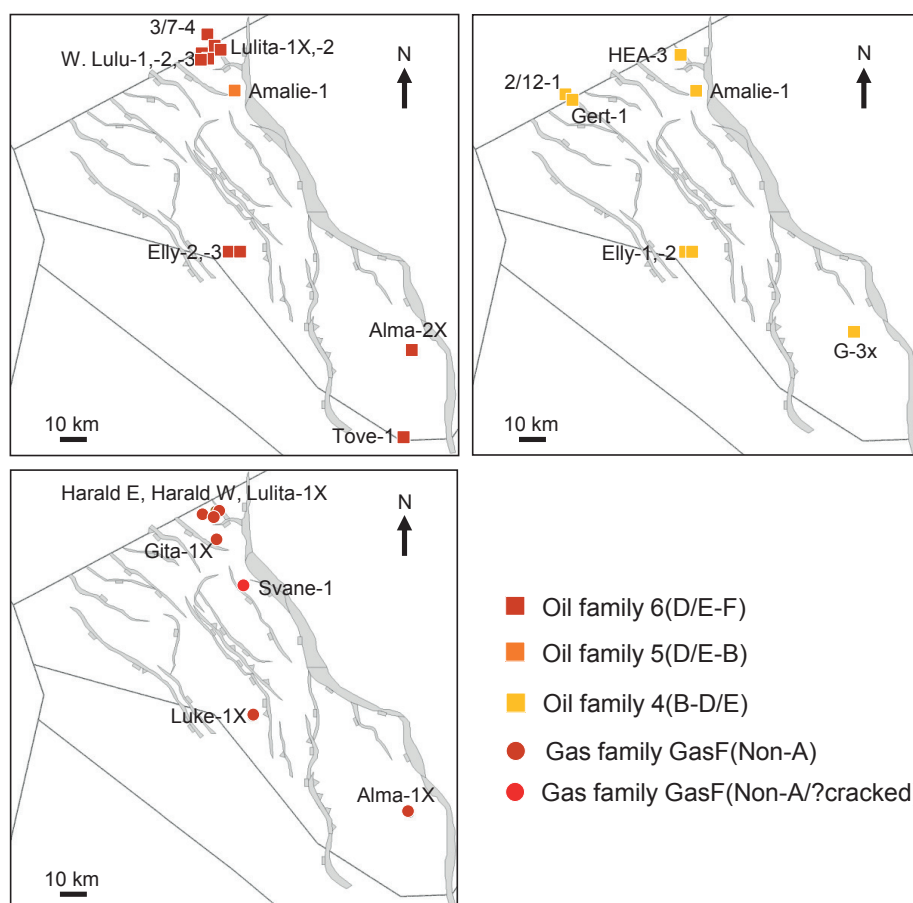 3/7-4
Lulita-1X,-2
W. Lulu-1,-2,-3
N
Amalie-1
Elly-2,-3
Alma-2X
10 km
Tove-1
HEA-3
N
2/12-1
Amalie-1
Gert-1
Elly-1,-2
G-3x
10 km
Harald E, Harald W, Lulita-1X
N
Gita-1X
Svane-1
Luke-1X
Alma-1X
10 km
Oil family 6(D/E-F)
Oil family 5(D/E-B)
Oil family 4(B-D/E)
Gas family GasF(Non-A)
Gas family GasF(Non-A/?cracked